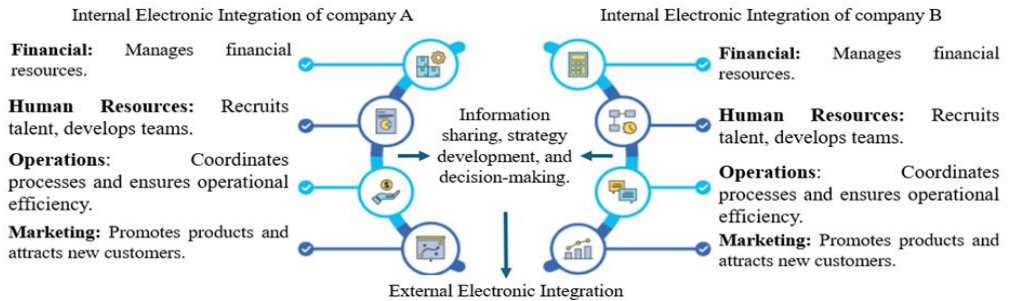 Internal Electronic Integration of company A
Financial: Manages financial
resources.
Human Resources: Recruits
talent, develops teams.
Operations: Coordinates
processes and ensures operational
efficiency.
Marketing: Promotes products and
attracts new customers.
Information
sharing, strategy
development, and
decision-making.
Internal Electronic Integration of company B
Financial: Manages financial
resources.
Human Resources: Recruits
talent, develops teams.
Operations: Coordinates
processes and ensures operational
efficiency.
Marketing: Promotes products and
attracts new customers.
External Electronic Integration